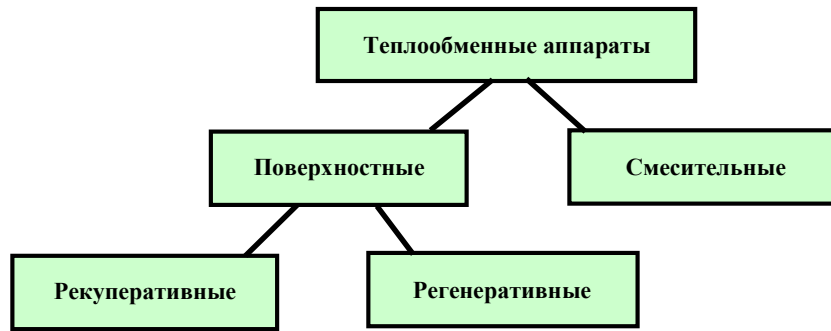 Теплообменные аппараты
Поверхностные
Смесительные
Рекуперативные
Регенеративные